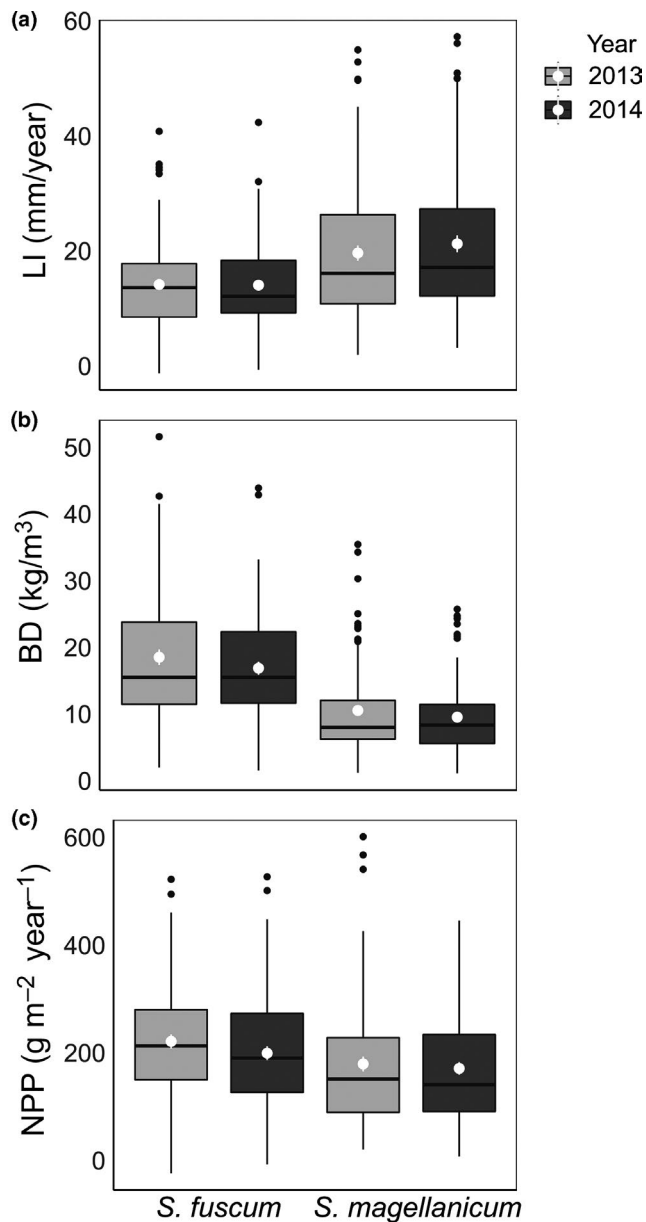 (a)
60
40
20
0
LI (mm/year)
Year
2013
2014
(b)
50
40
30
20
10
0
BD (kg/m³)
(c)
600
400
200
0
NPP (g m⁻² year⁻¹)
S. fuscum S. magellanicum